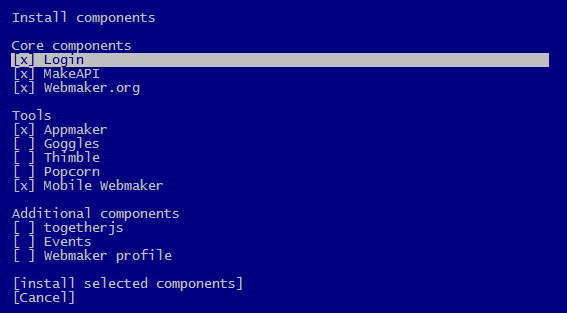 Install components
Core components
[x] Login
[x] MakeAPI
[x] Webmaker.org
Tools
[x] Appmaker
[ ] Goggles
[ ] Thimble
[ ] Popcorn
[x] Mobile Webmaker
Additional components
[ ] togetherjs
[ ] Events
[ ] Webmaker profile
[install selected components]
[Cancel]